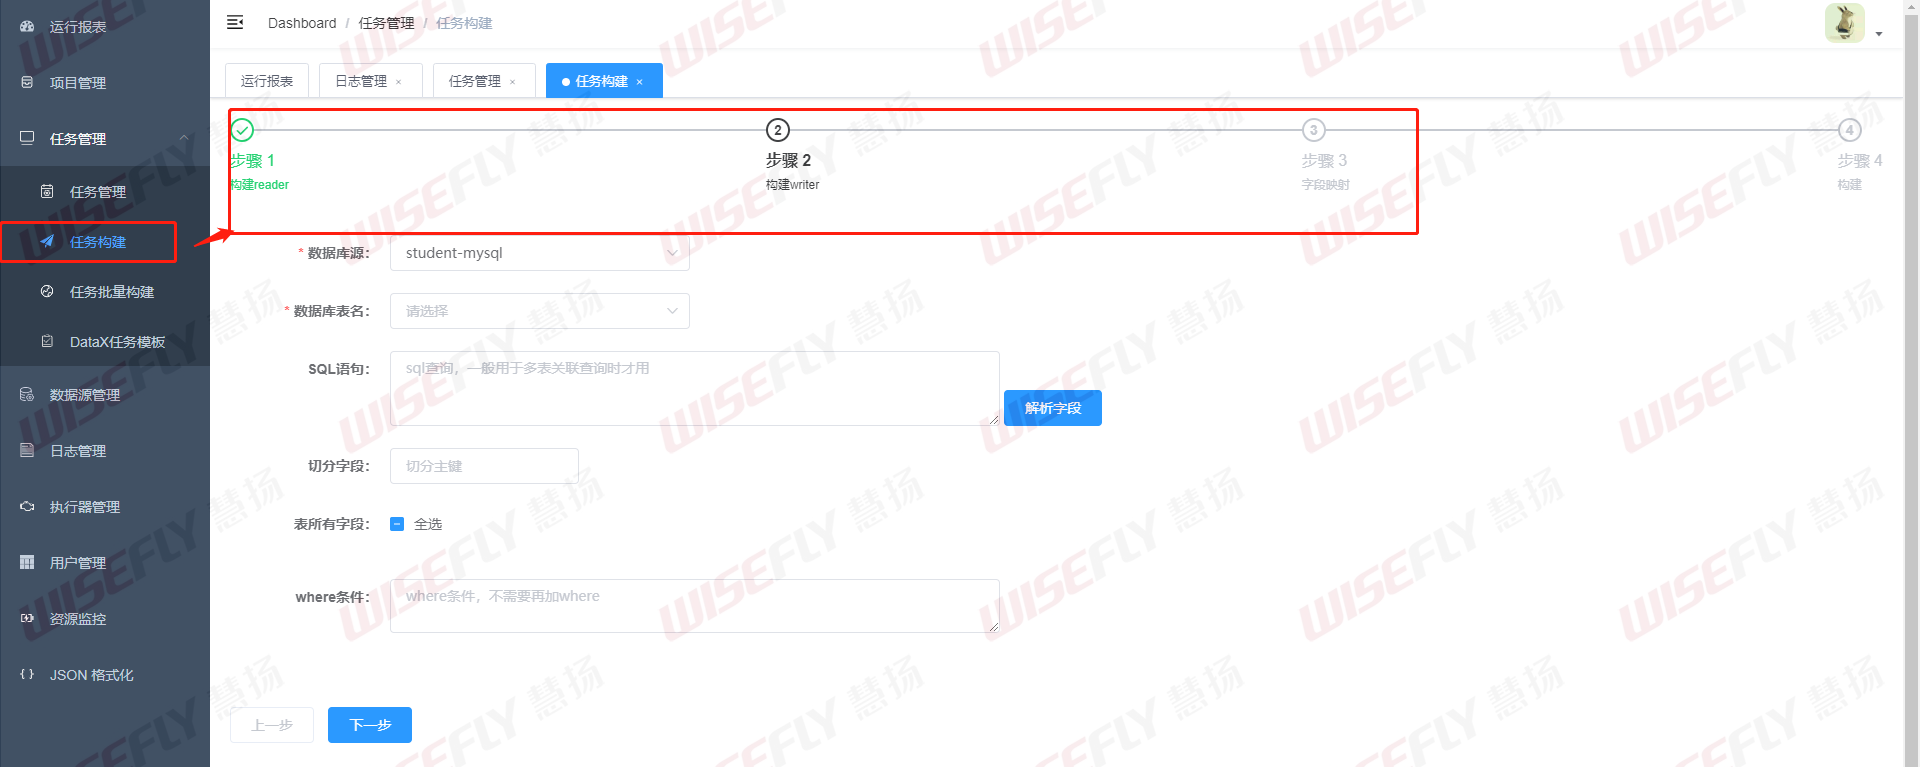 运行报表
项目管理
任务管理
任务管理
任务构建
任务批量构建
DataX任务模板
数据源管理
日志管理
执行器管理
用户管理
资源监控
JSON 格式化
Dashboard / 任务管理 / 任务构建
运行报表 日志管理 × 任务管理 × 任务构建 ×
2 3 4
步骤 1 步骤 2 步骤 3 步骤 4
构建reader 构建writer 字段映射 构建
* 数据库源： student-mysql
* 数据库表名： 请选择
SQL语句： sql查询，一般用于多表关联查询时才用
解析字段
切分字段： 切分主键
表所有字段： 全选
where条件： where条件，不需要再加where
上一步 下一步
WISEFLY 慧扬